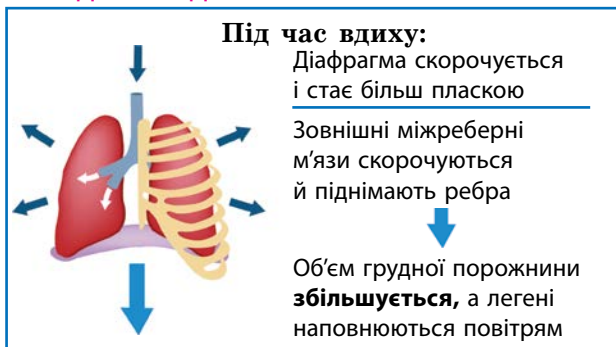 Під час вдиху:
Діафрагма скорочується
і стає більш пласкою
Зовнішні міжреберні
м'язи скорочуються
й піднімають ребра
Об'єм грудної порожнини
збільшується, а легені
наповнюються повітрям